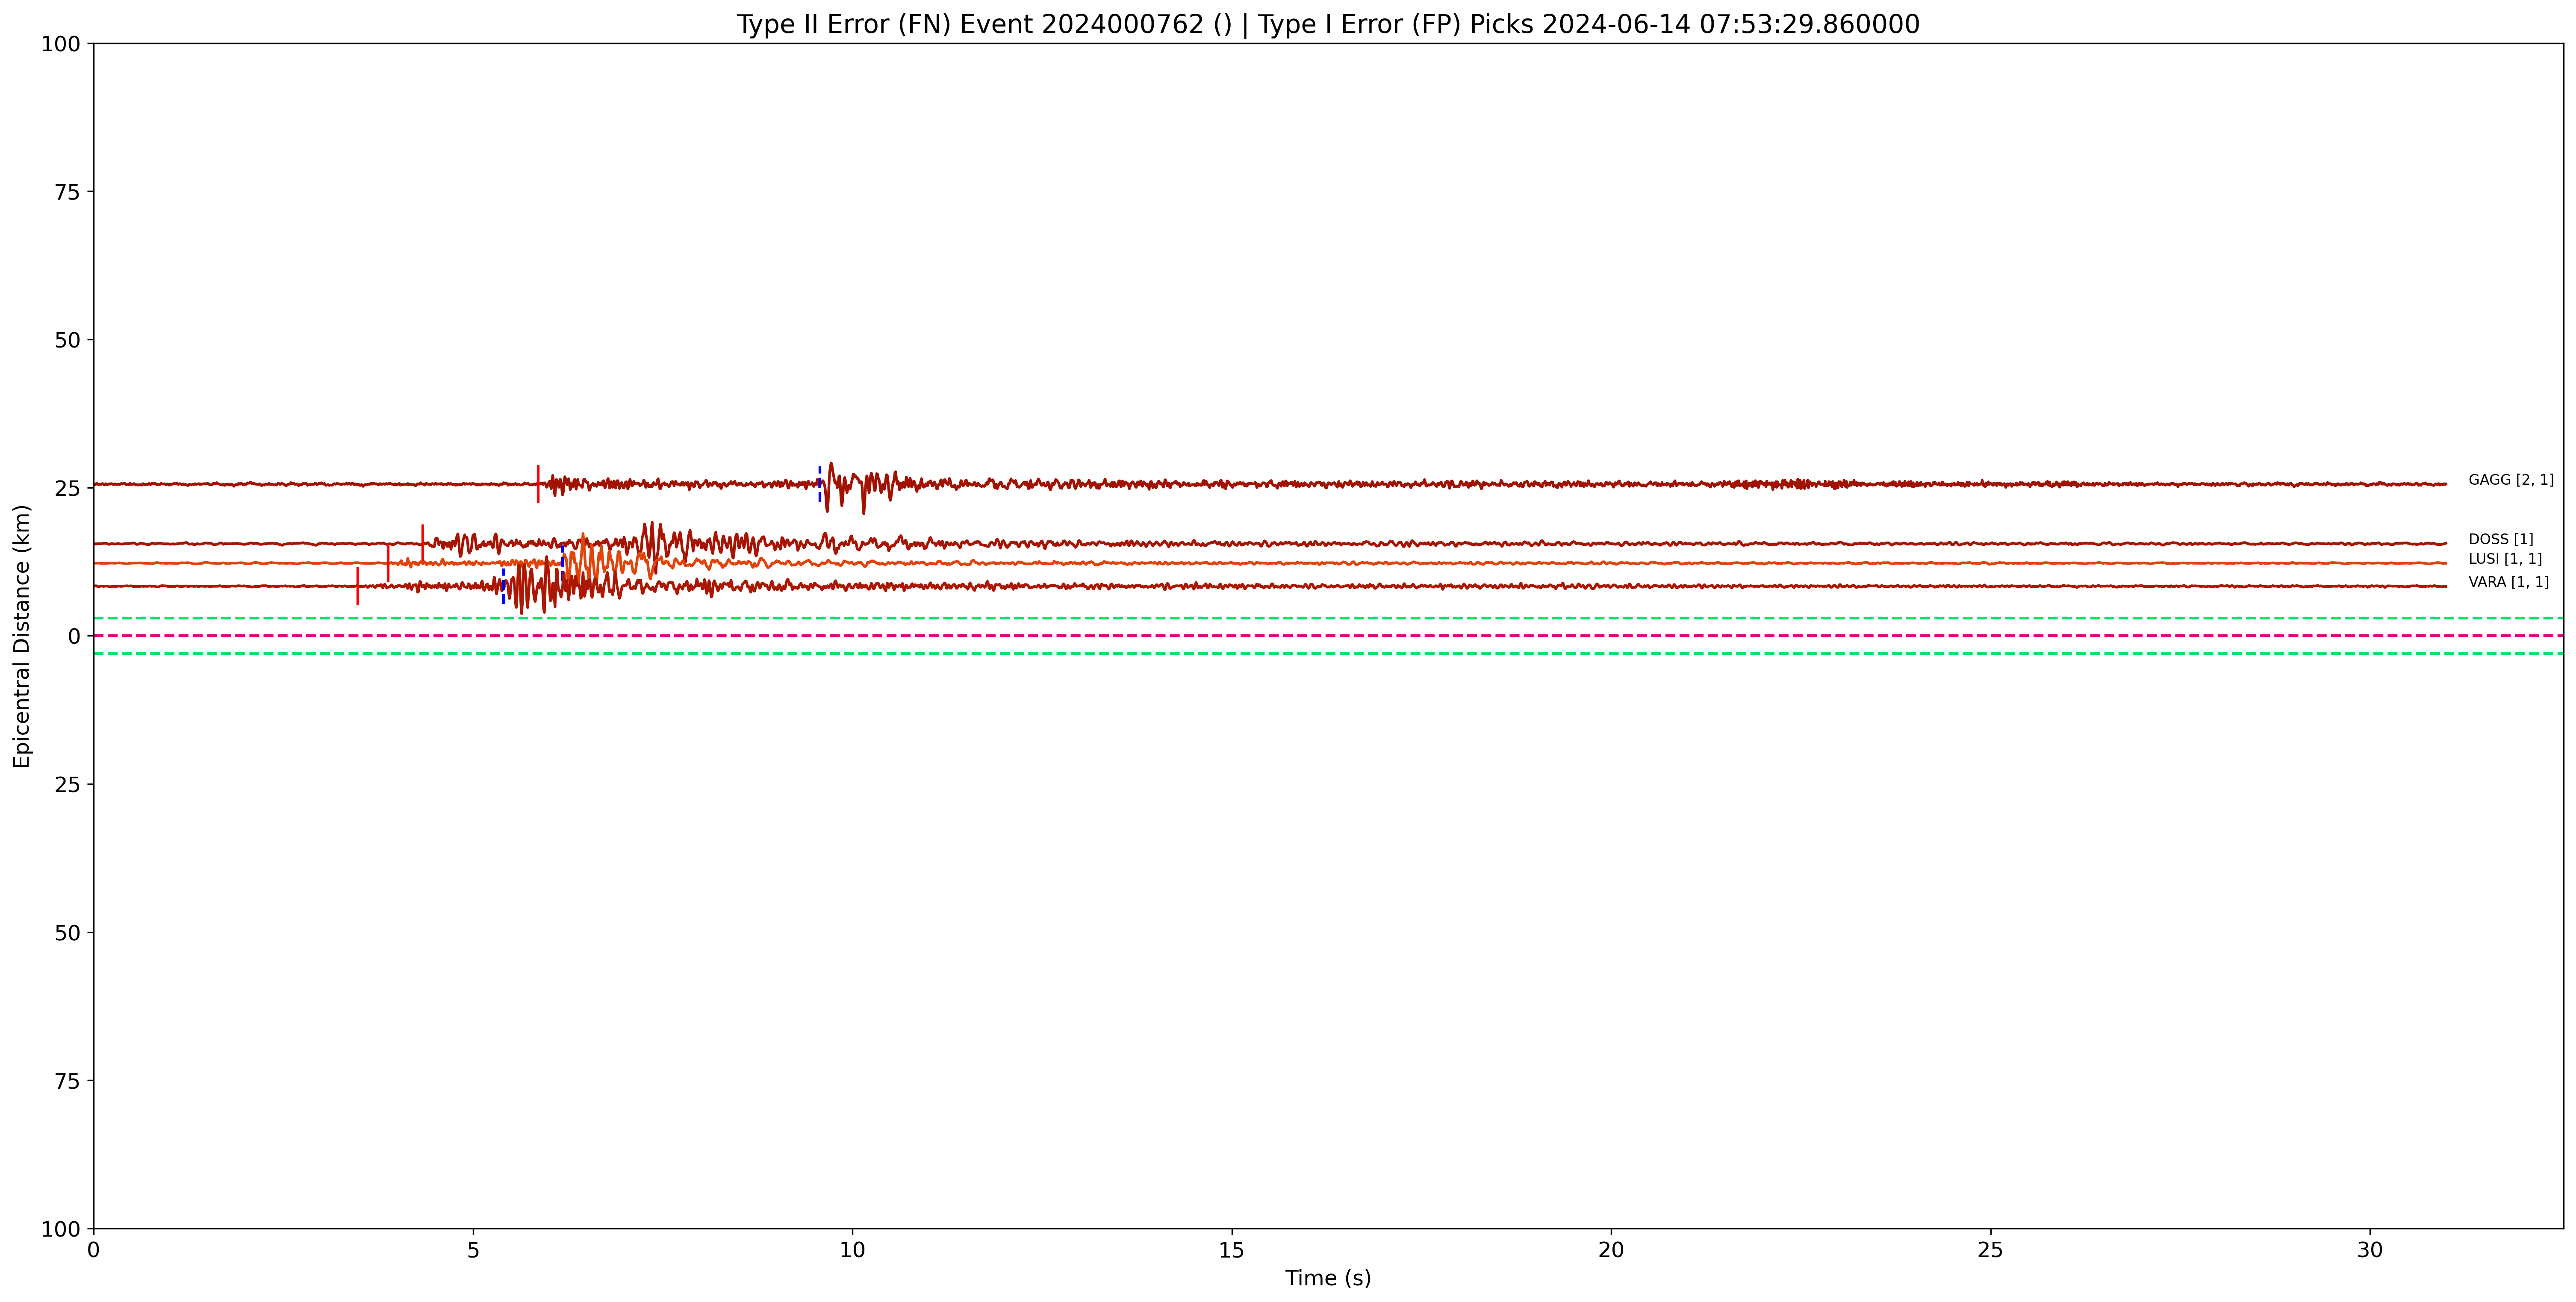 Type II Error (FN) Event 2024000762 () | Type I Error (FP) Picks 2024-06-14 07:53:29.860000
100
75
50
25
0
25
50
75
100
Epicentral Distance (km)
GAGG [2, 1]
DOSS [1]
LUSI [1, 1]
VARA [1, 1]
0 5 10 15 20 25 30
Time (s)